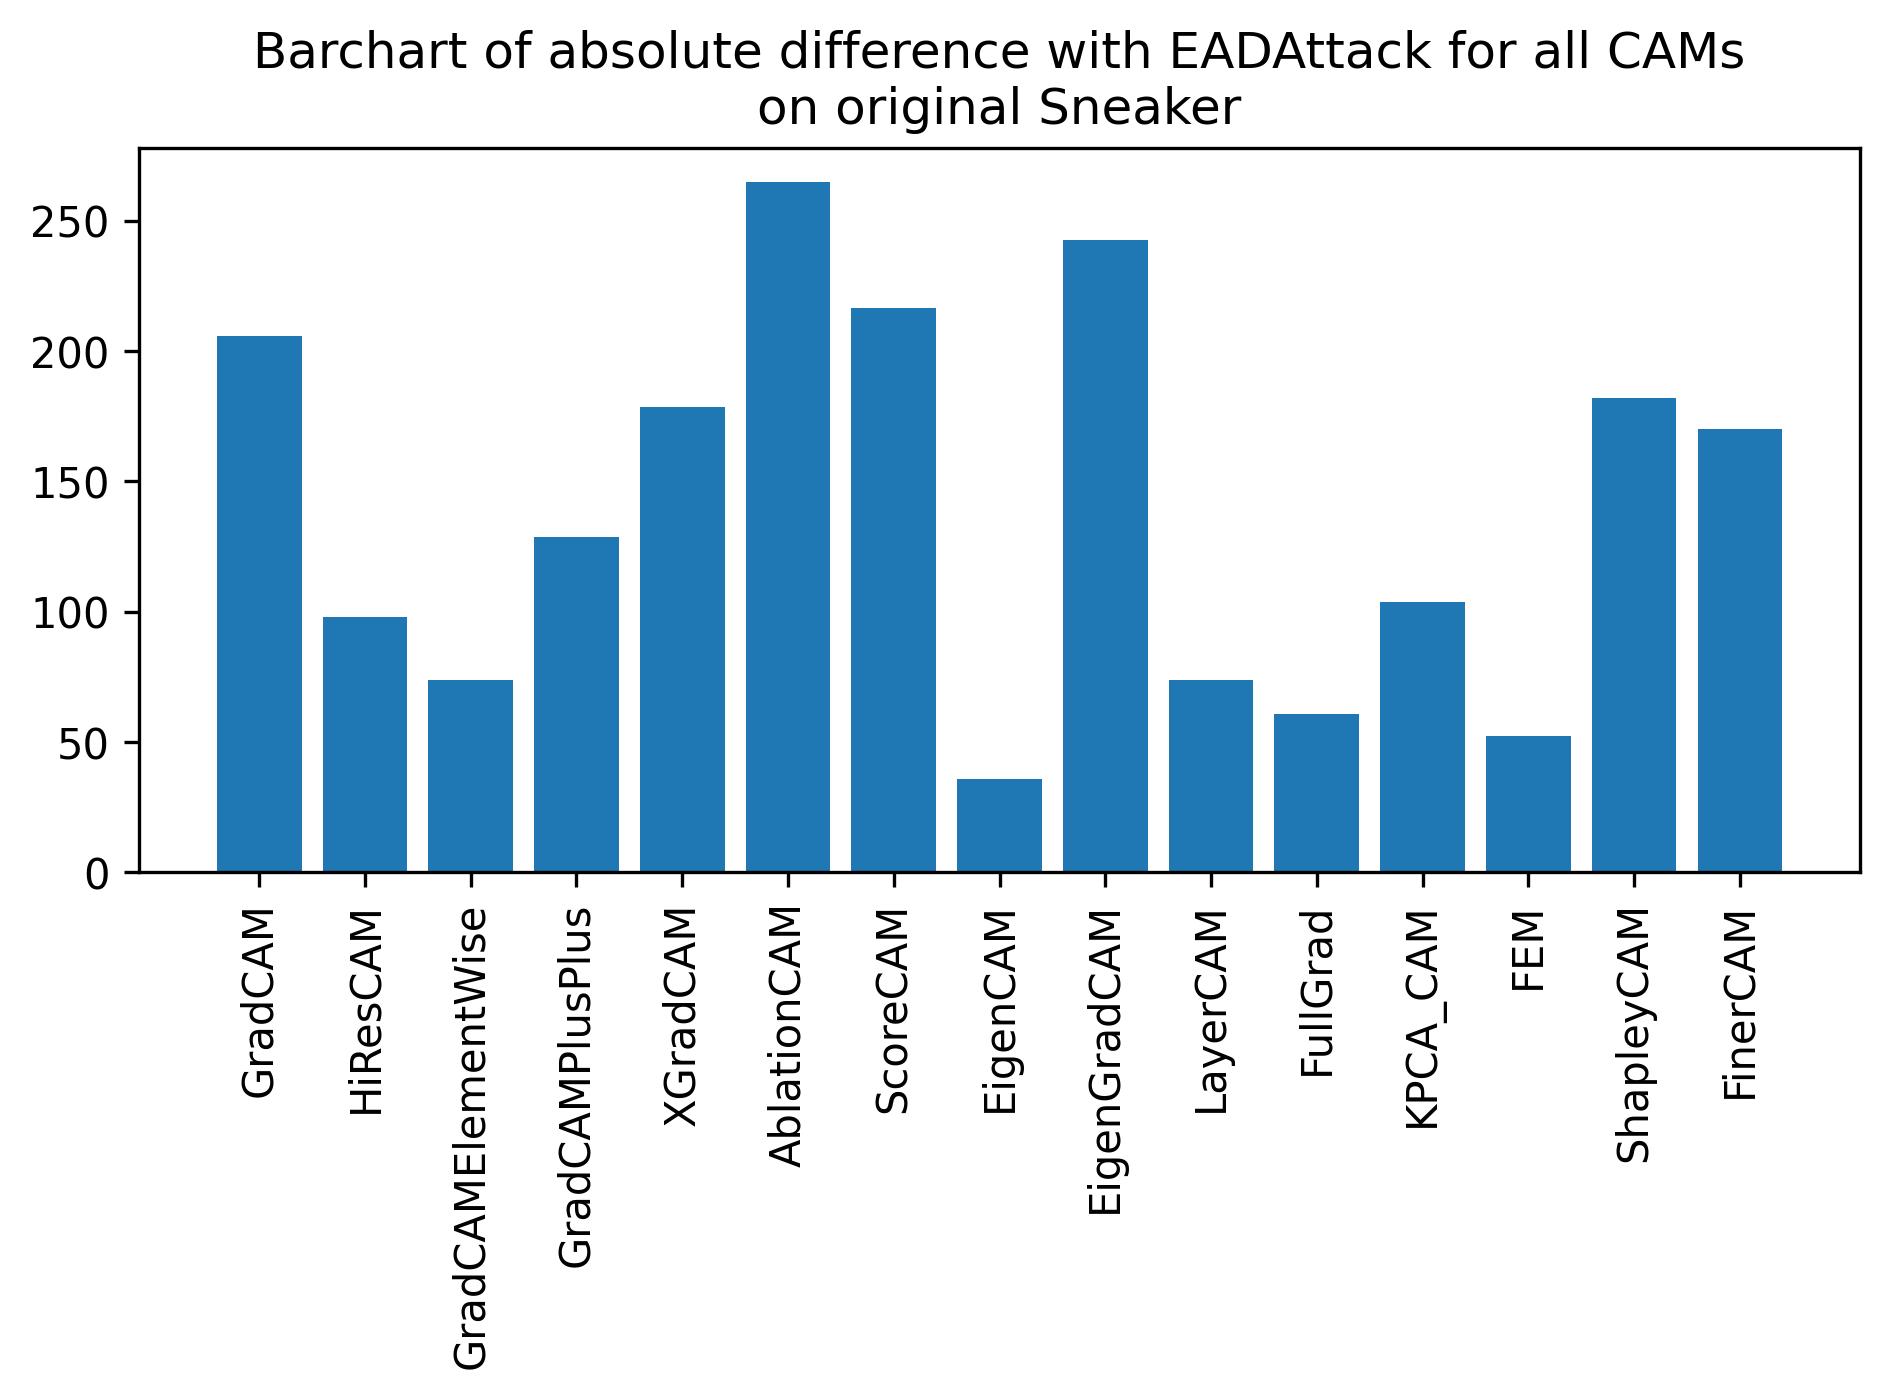 Barchart of absolute difference with EADAttack for all CAMs
on original Sneaker
250
200
150
100
50
0
GradCAM
HiResCAM
GradCAMElementWise
GradCAMPlusPlus
XGradCAM
AblationCAM
ScoreCAM
EigenCAM
EigenGradCAM
LayerCAM
FullGrad
KPCA_CAM
FEM
ShapleyCAM
FinerCAM